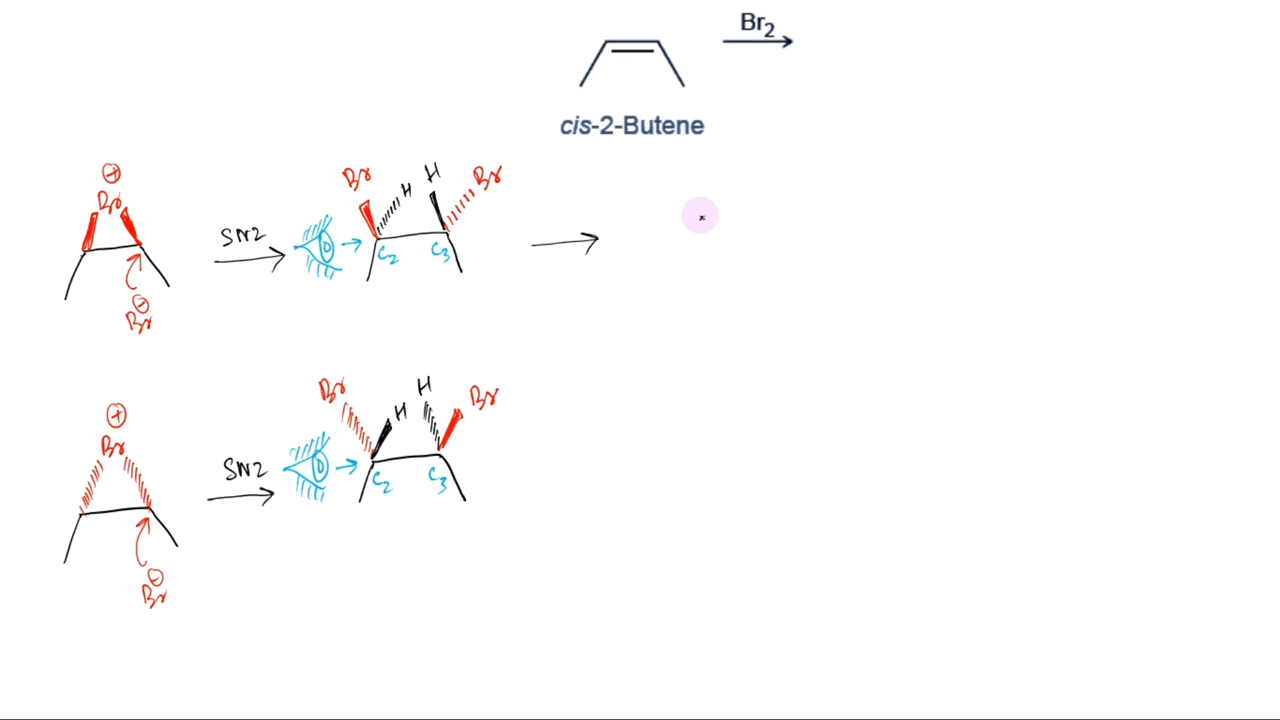 Br2
cis-2-Butene
⊕
Br
Br⊖
SN2
Br H H Br
C2 C3
⊕
Br
Br⊖
SN2
Br H H Br
C2 C3